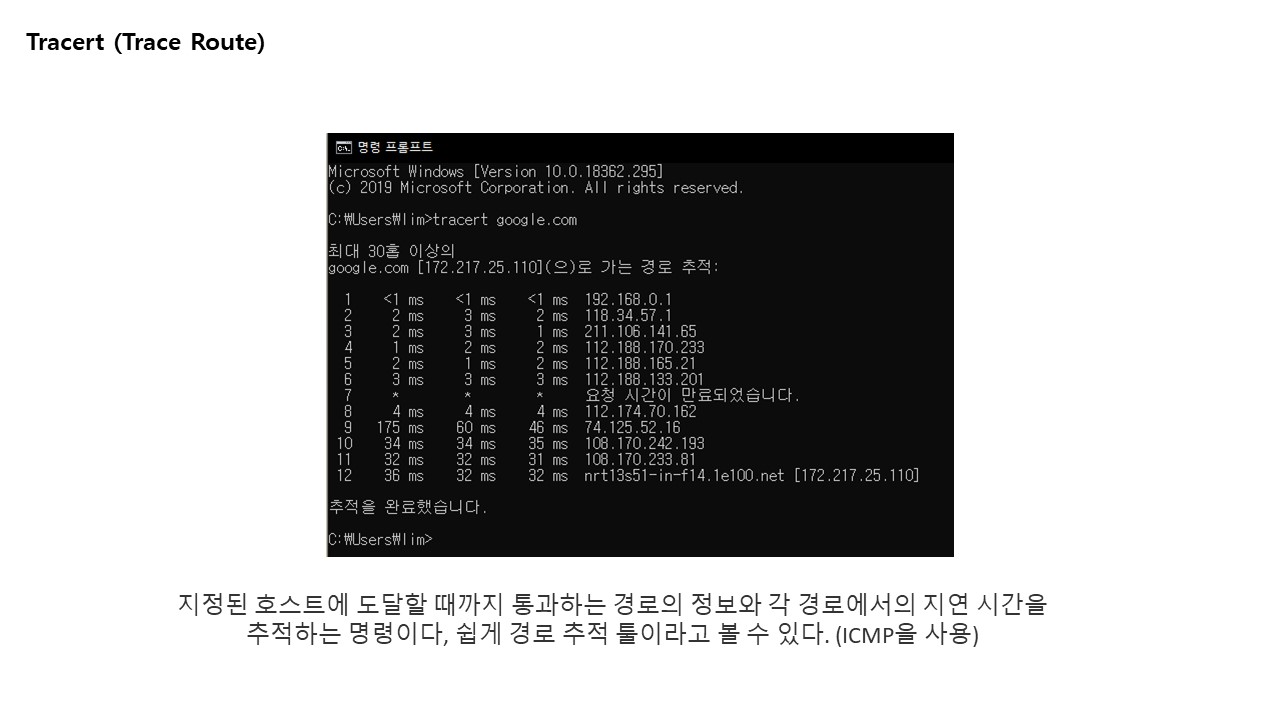 Tracert (Trace Route)
명령 프롬프트
Microsoft Windows [Version 10.0.18362.295]
(c) 2019 Microsoft Corporation. All rights reserved.
C:₩Users₩lim>tracert google.com
최대 30홉 이상의
google.com [172.217.25.110](으)로 가는 경로 추적:
1 <1 ms <1 ms <1 ms 192.168.0.1
2 2 ms 3 ms 2 ms 118.34.57.1
3 2 ms 3 ms 1 ms 211.106.141.65
4 1 ms 2 ms 2 ms 112.188.170.233
5 2 ms 1 ms 2 ms 112.188.165.21
6 3 ms 3 ms 3 ms 112.188.133.201
7 * * * 요청 시간이 만료되었습니다.
8 4 ms 4 ms 4 ms 112.174.70.162
9 175 ms 60 ms 46 ms 74.125.52.16
10 34 ms 34 ms 35 ms 108.170.242.193
11 32 ms 32 ms 31 ms 108.170.233.81
12 36 ms 32 ms 32 ms nrt13s51-in-f14.1e100.net [172.217.25.110]
추적을 완료했습니다.
C:₩Users₩lim>
지정된 호스트에 도달할 때까지 통과하는 경로의 정보와 각 경로에서의 지연 시간을
추적하는 명령이다, 쉽게 경로 추적 툴이라고 볼 수 있다. (ICMP을 사용)